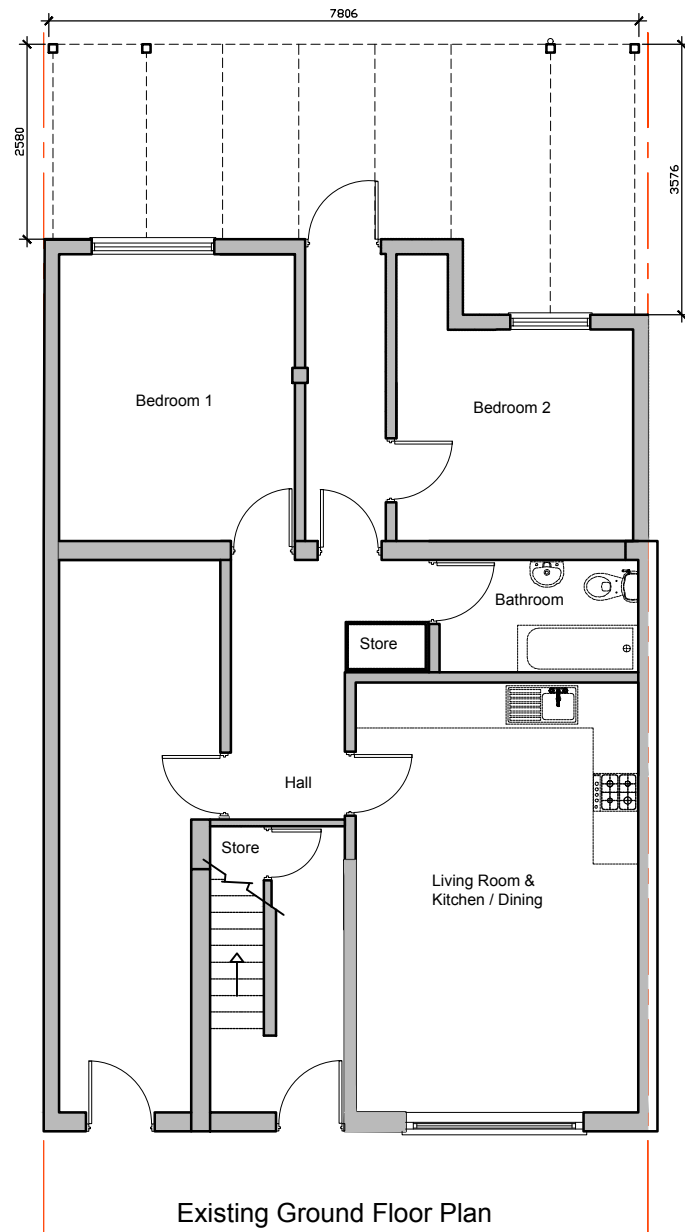 7806
2580
3576
Bedroom 1
Bedroom 2
Bathroom
Store
Hall
Store
Living Room &
Kitchen / Dining
Existing Ground Floor Plan